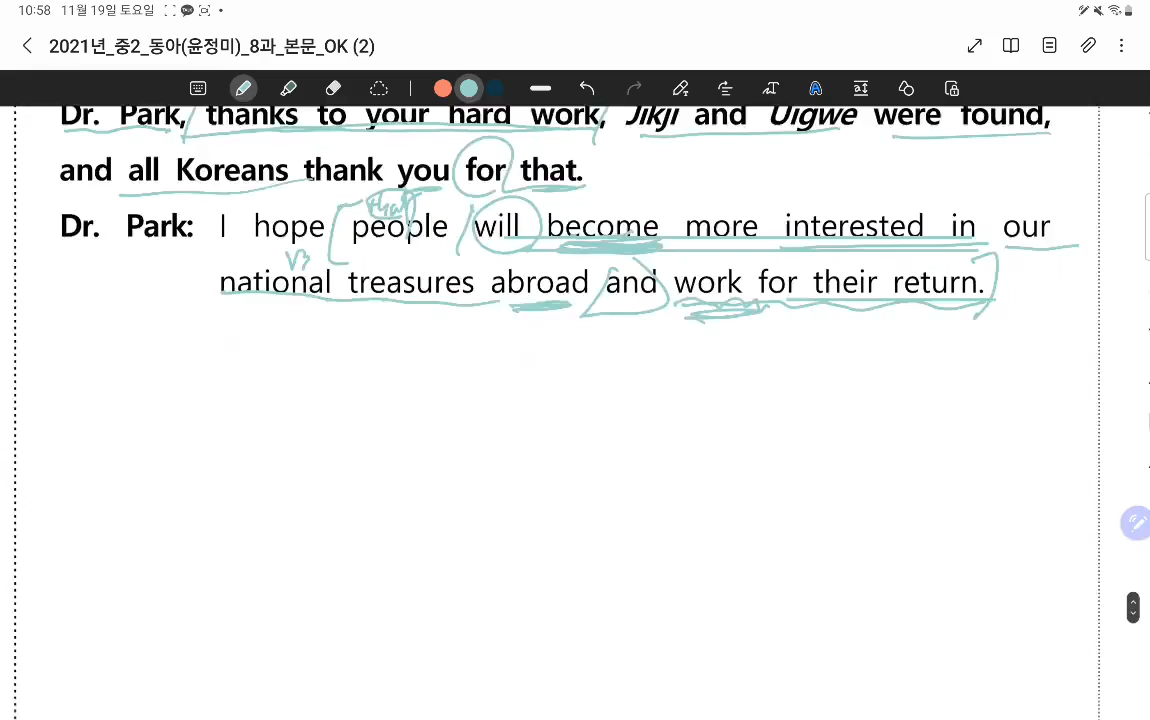 10:58 11월 19일 토요일
2021년_중2_동아(윤정미)_8과_본문_OK (2)
Dr. Park, thanks to your hard work, Jikji and Uigwe were found,
and all Koreans thank you for that.
that
Dr. Park: I hope people will become more interested in our
national treasures abroad and work for their return.